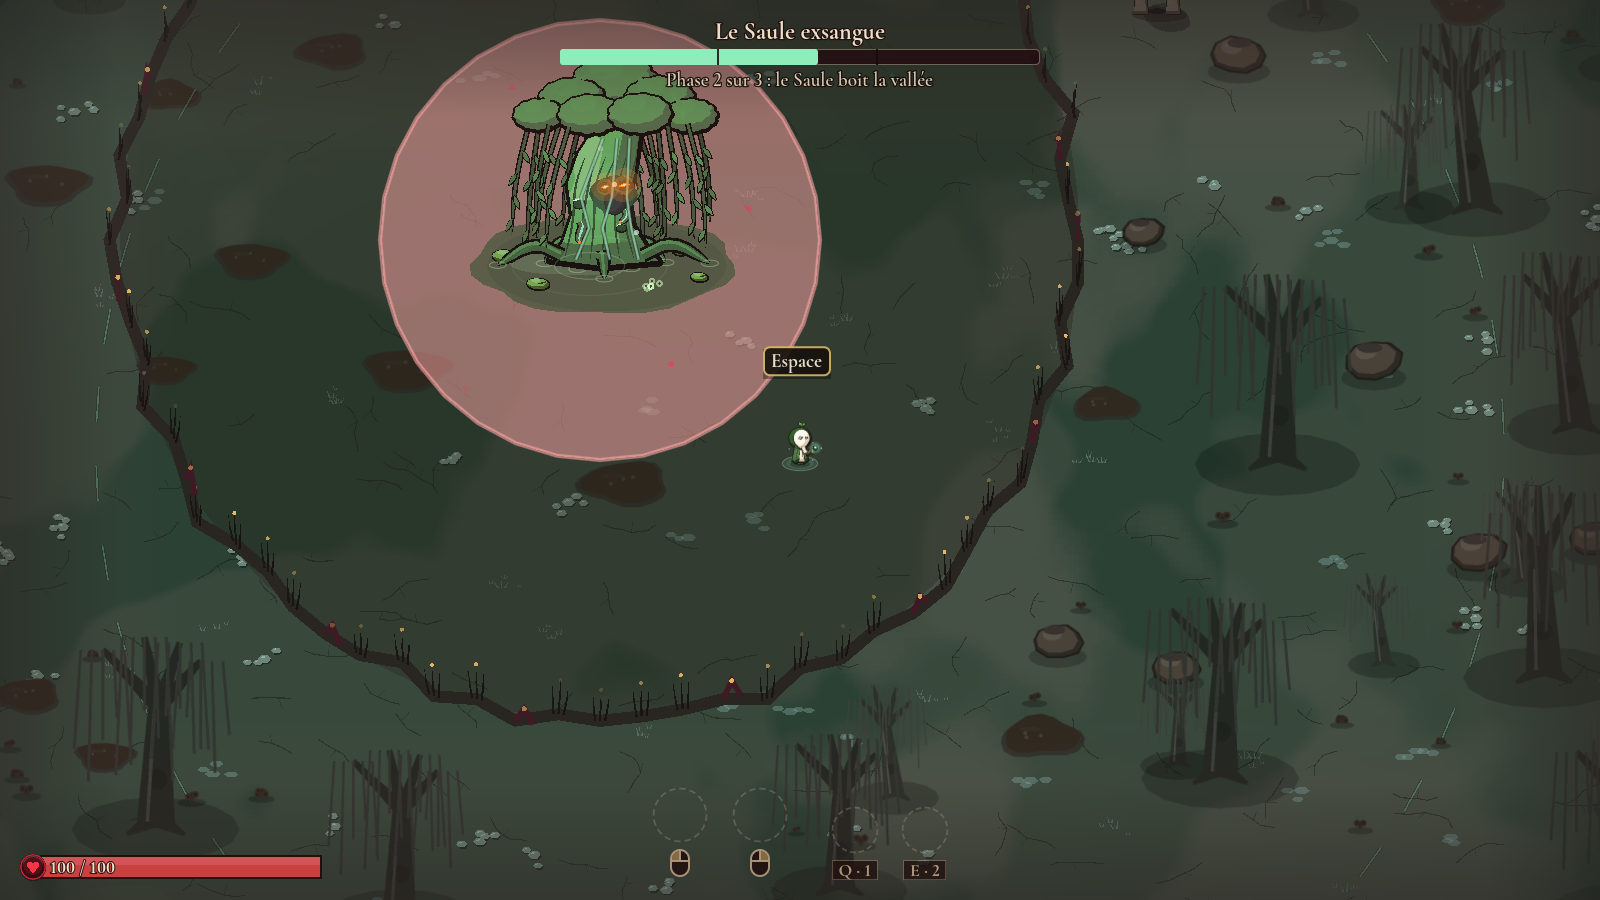 Le Saule exsangue
Phase 2 sur 3 : le Saule boit la vallée
Espace
100 / 100
Q · 1
E · 2